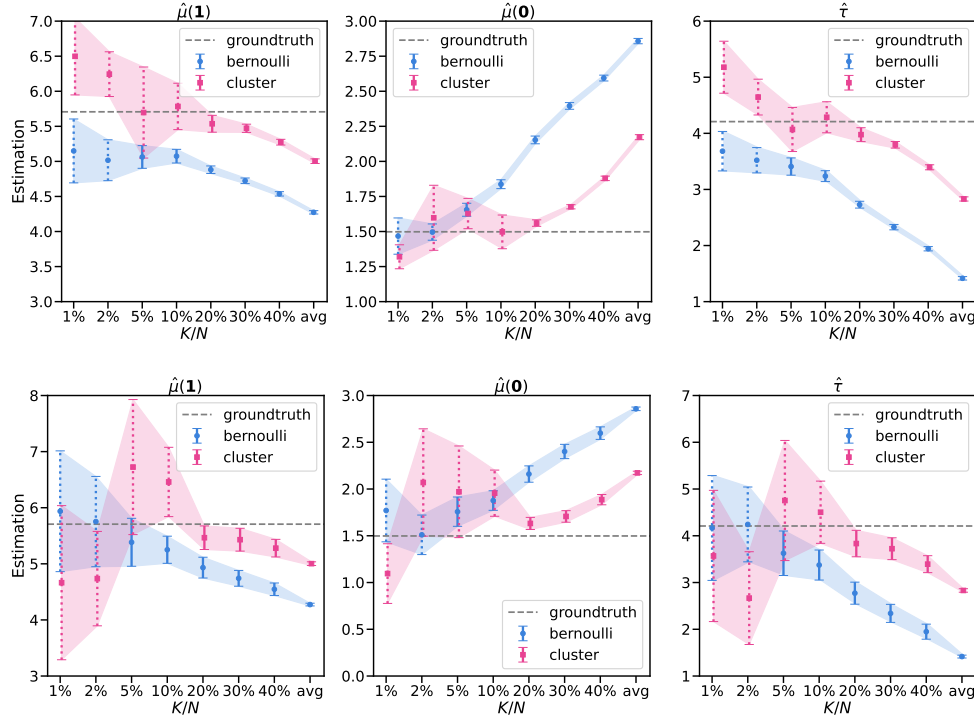 μ̂(1)
μ̂(0)
τ̂
Estimation
7.0
6.5
6.0
5.5
5.0
4.5
4.0
3.5
3.0
groundtruth
bernoulli
cluster
1% 2% 5% 10% 20% 30% 40% avg
K/N
3.00
2.75
2.50
2.25
2.00
1.75
1.50
1.25
1.00
groundtruth
bernoulli
cluster
1% 2% 5% 10% 20% 30% 40% avg
K/N
6
5
4
3
2
1
groundtruth
bernoulli
cluster
1% 2% 5% 10% 20% 30% 40% avg
K/N
μ̂(1)
μ̂(0)
τ̂
Estimation
8
7
6
5
4
3
groundtruth
bernoulli
cluster
1% 2% 5% 10% 20% 30% 40% avg
K/N
3.0
2.5
2.0
1.5
1.0
0.5
0.0
groundtruth
bernoulli
cluster
1% 2% 5% 10% 20% 30% 40% avg
K/N
7
6
5
4
3
2
1
groundtruth
bernoulli
cluster
1% 2% 5% 10% 20% 30% 40% avg
K/N